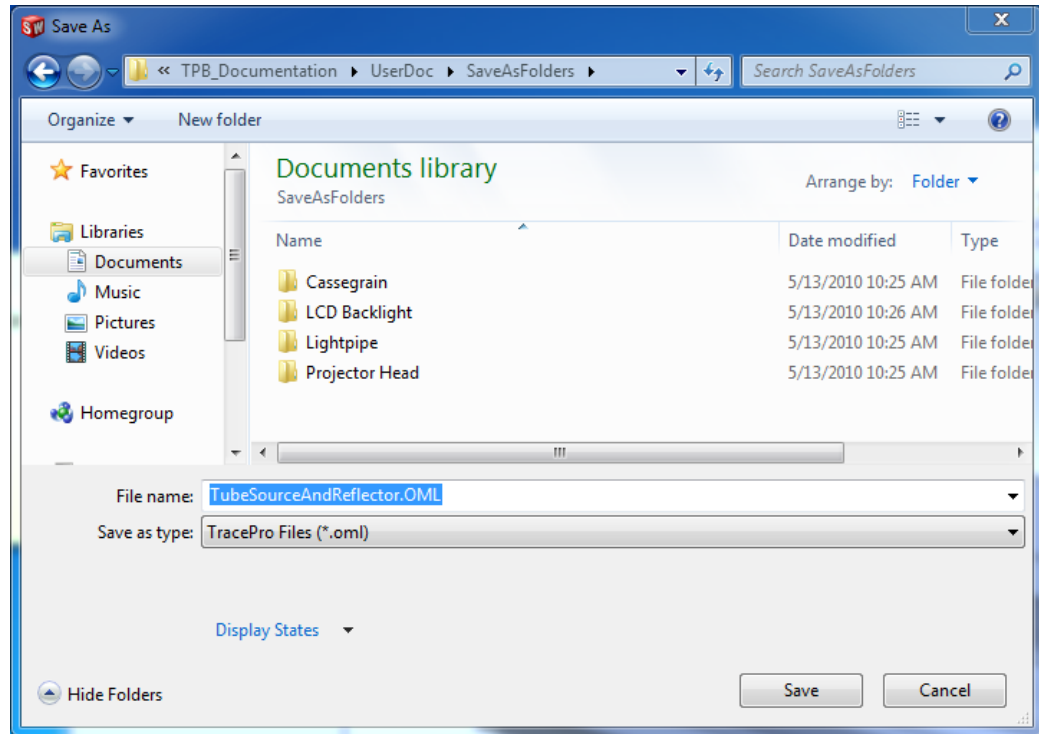 SW Save As x
« TPB_Documentation ▸ UserDoc ▸ SaveAsFolders ▸ Search SaveAsFolders
Organize New folder ?
Favorites
Libraries
Documents
Music
Pictures
Videos
Homegroup
Documents library
SaveAsFolders
Arrange by: Folder
Name Date modified Type
Cassegrain 5/13/2010 10:25 AM File folder
LCD Backlight 5/13/2010 10:26 AM File folder
Lightpipe 5/13/2010 10:25 AM File folder
Projector Head 5/13/2010 10:25 AM File folder
File name: TubeSourceAndReflector.OML
Save as type: TracePro Files (*.oml)
Display States
Hide Folders Save Cancel